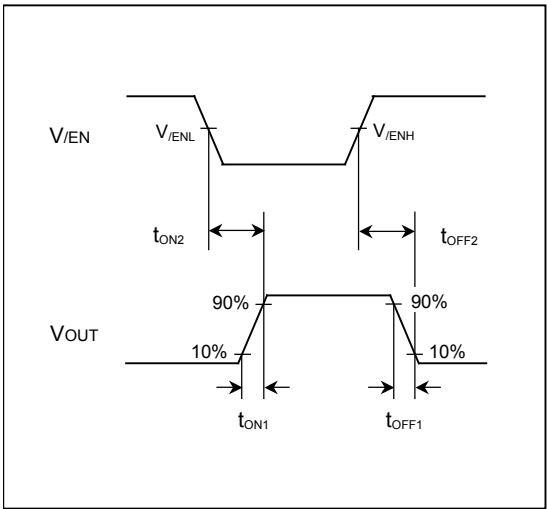 V/EN
V/ENL
V/ENH
tON2
tOFF2
90%
90%
VOUT
10%
10%
tON1
tOFF1